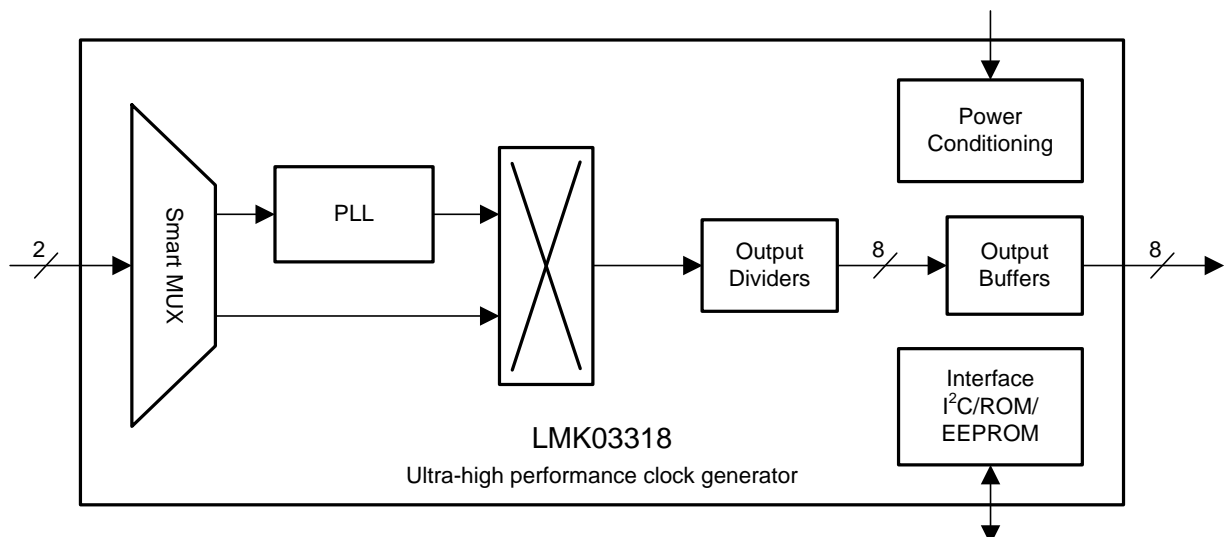 Power
Conditioning
Smart MUX
PLL
2
Output
Dividers
8
Output
Buffers
8
Interface
I²C/ROM/
EEPROM
LMK03318
Ultra-high performance clock generator